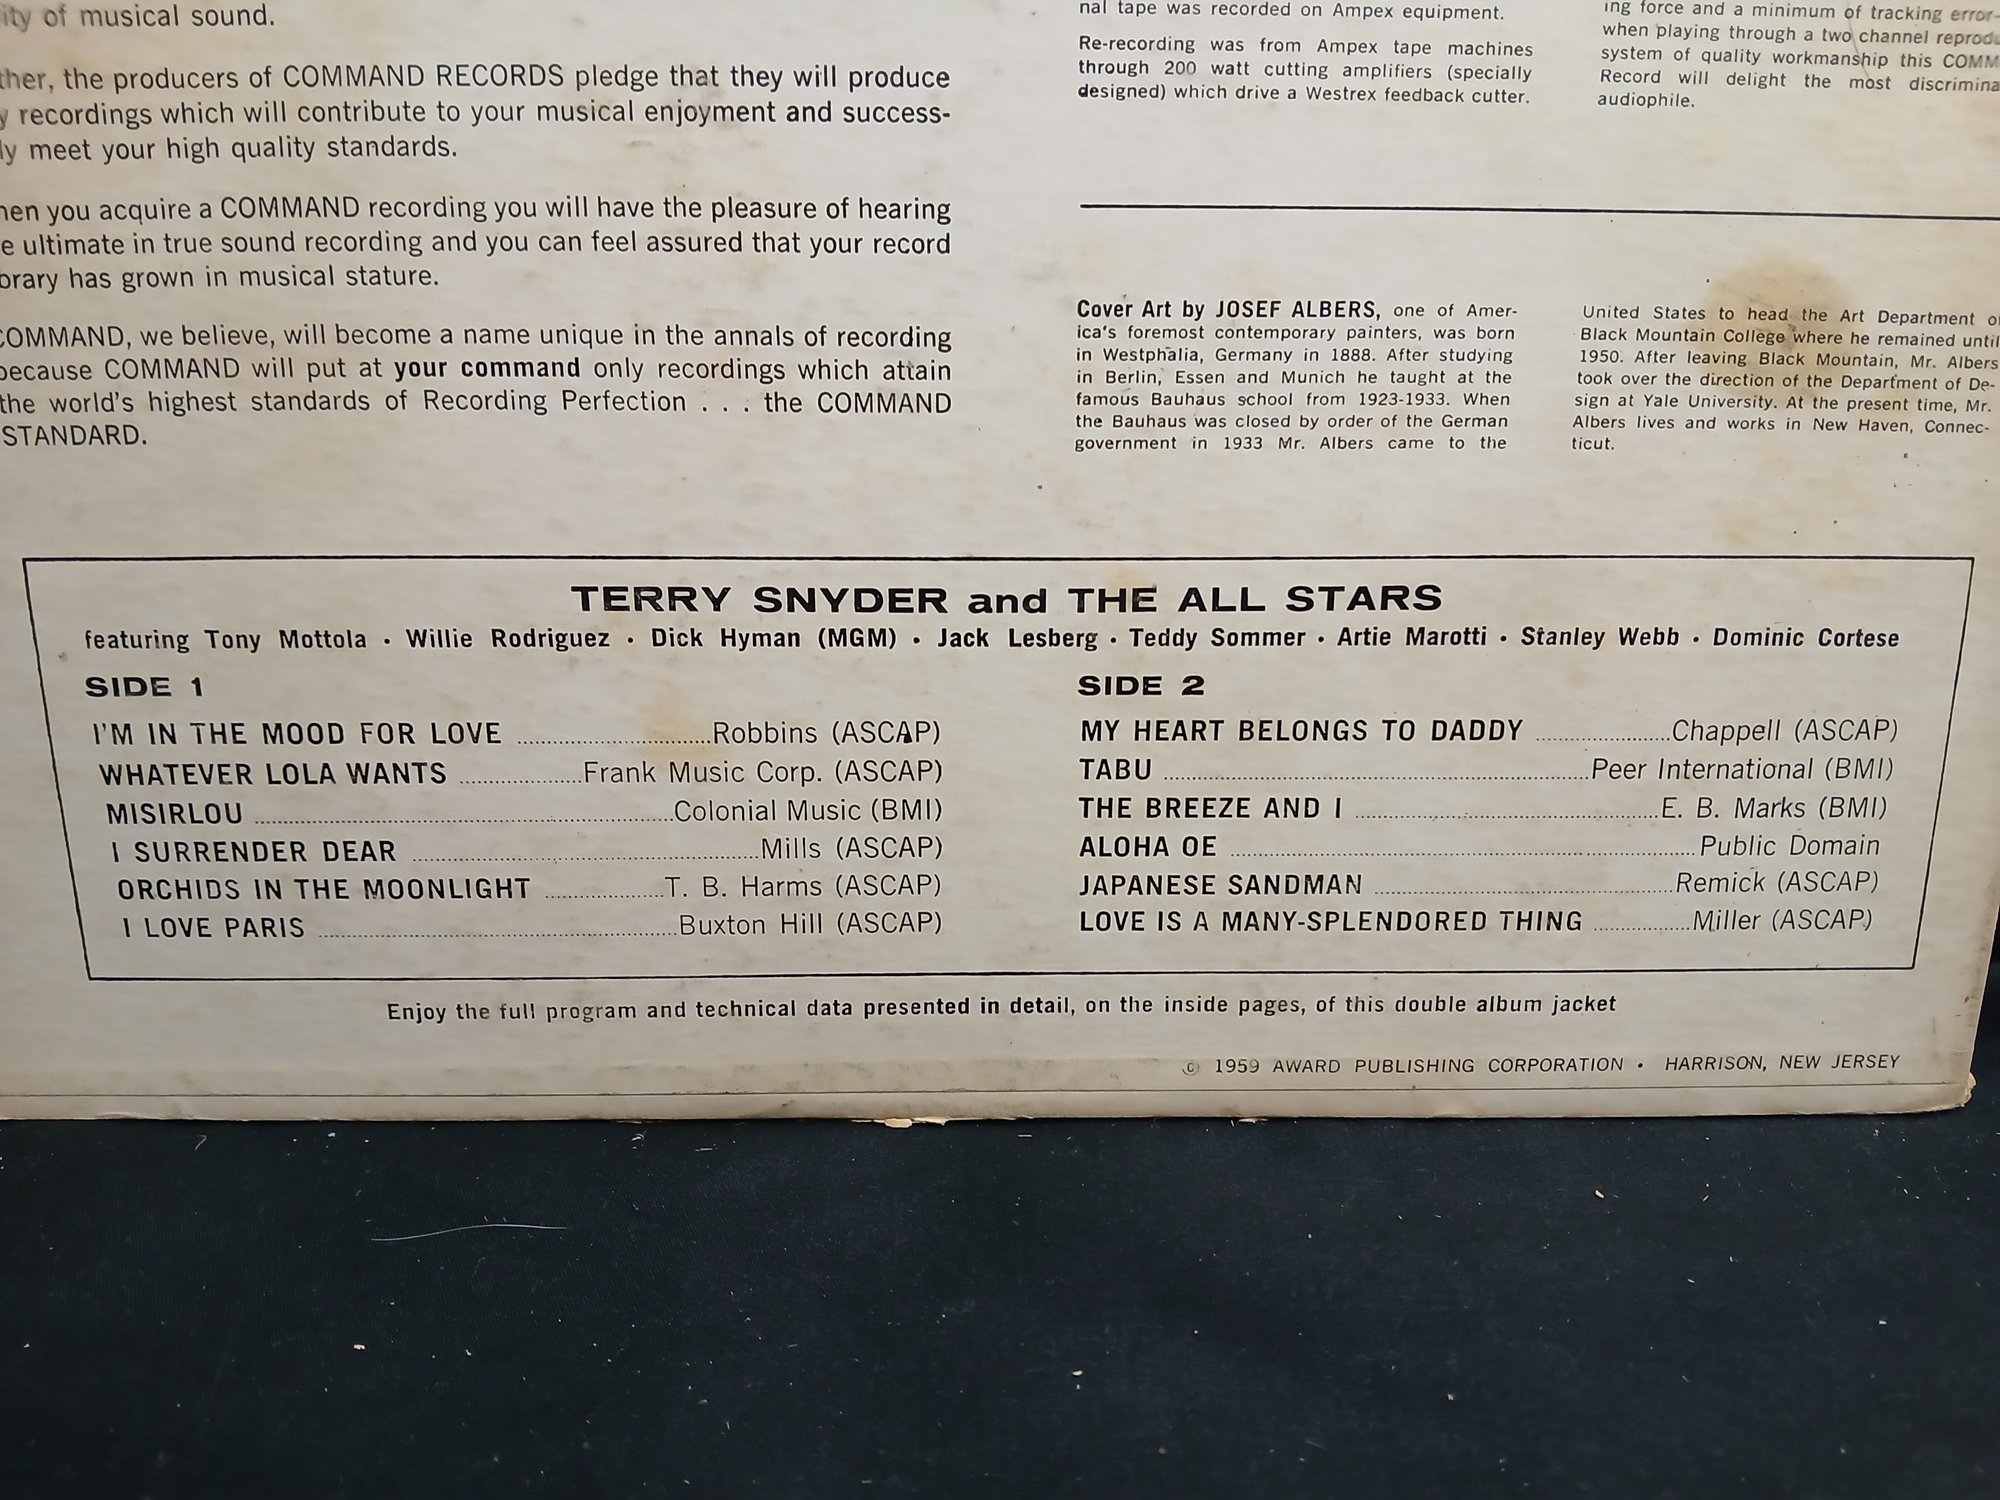 ity of musical sound.
ther, the producers of COMMAND RECORDS pledge that they will produce
y recordings which will contribute to your musical enjoyment and success-
ly meet your high quality standards.
hen you acquire a COMMAND recording you will have the pleasure of hearing
e ultimate in true sound recording and you can feel assured that your record
brary has grown in musical stature.
COMMAND, we believe, will become a name unique in the annals of recording
because COMMAND will put at your command only recordings which attain
the world's highest standards of Recording Perfection . . . the COMMAND
STANDARD.
nal tape was recorded on Ampex equipment.
Re-recording was from Ampex tape machines
through 200 watt cutting amplifiers (specially
designed) which drive a Westrex feedback cutter.
ing force and a minimum of tracking error-
when playing through a two channel reprodu
system of quality workmanship this COMM
Record will delight the most discrimina
audiophile.
Cover Art by JOSEF ALBERS, one of Amer-
ica's foremost contemporary painters, was born
in Westphalia, Germany in 1888. After studying
in Berlin, Essen and Munich he taught at the
famous Bauhaus school from 1923-1933. When
the Bauhaus was closed by order of the German
government in 1933 Mr. Albers came to the
United States to head the Art Department of
Black Mountain College where he remained until
1950. After leaving Black Mountain, Mr. Albers
took over the direction of the Department of De-
sign at Yale University. At the present time, Mr.
Albers lives and works in New Haven, Connec-
ticut.
TERRY SNYDER and THE ALL STARS
featuring Tony Mottola • Willie Rodriguez • Dick Hyman (MGM) • Jack Lesberg • Teddy Sommer • Artie Marotti • Stanley Webb • Dominic Cortese
SIDE 1
I'M IN THE MOOD FOR LOVE ........ Robbins (ASCAP)
WHATEVER LOLA WANTS ........ Frank Music Corp. (ASCAP)
MISIRLOU ........ Colonial Music (BMI)
I SURRENDER DEAR ........ Mills (ASCAP)
ORCHIDS IN THE MOONLIGHT ........ T. B. Harms (ASCAP)
I LOVE PARIS ........ Buxton Hill (ASCAP)
SIDE 2
MY HEART BELONGS TO DADDY ........ Chappell (ASCAP)
TABU ........ Peer International (BMI)
THE BREEZE AND I ........ E. B. Marks (BMI)
ALOHA OE ........ Public Domain
JAPANESE SANDMAN ........ Remick (ASCAP)
LOVE IS A MANY-SPLENDORED THING ........ Miller (ASCAP)
Enjoy the full program and technical data presented in detail, on the inside pages, of this double album jacket
© 1959 AWARD PUBLISHING CORPORATION • HARRISON, NEW JERSEY